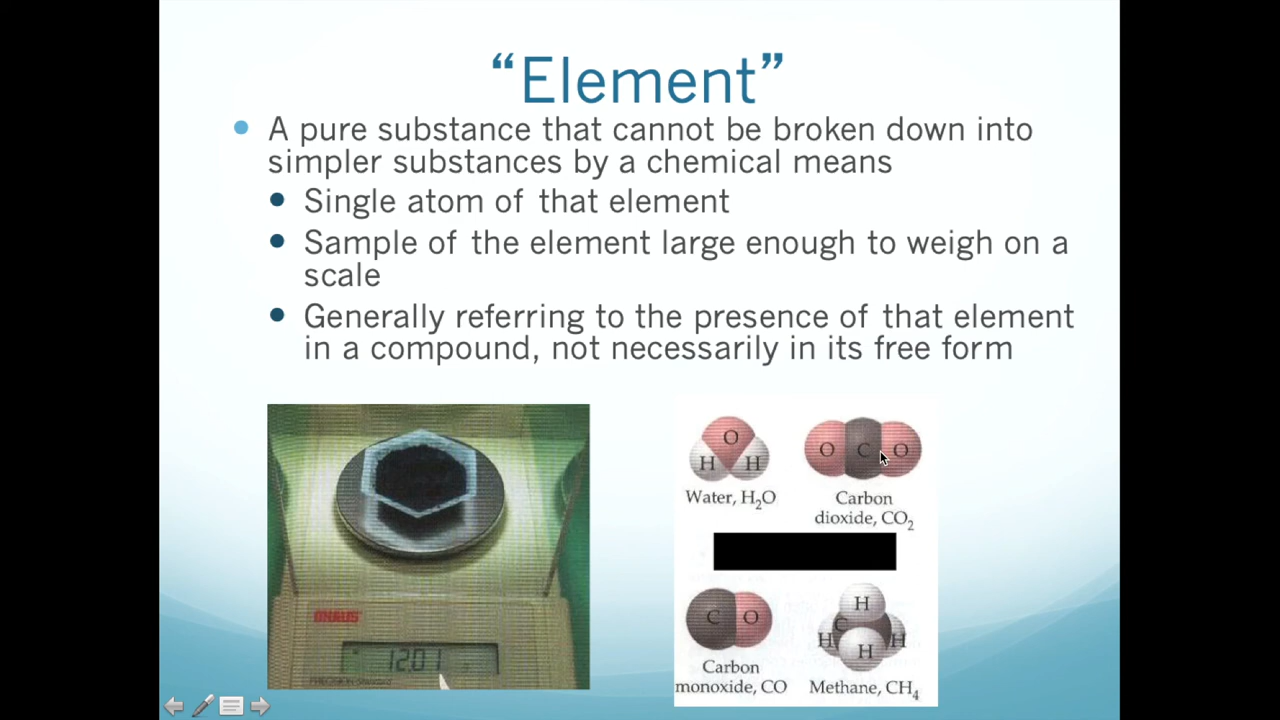 “Element”
A pure substance that cannot be broken down into
simpler substances by a chemical means
Single atom of that element
Sample of the element large enough to weigh on a
scale
Generally referring to the presence of that element
in a compound, not necessarily in its free form
OHAUS
12.01
O
H H
Water, H₂O
O C O
Carbon
dioxide, CO₂
C O
Carbon
monoxide, CO
H
C
H H
H
Methane, CH₄